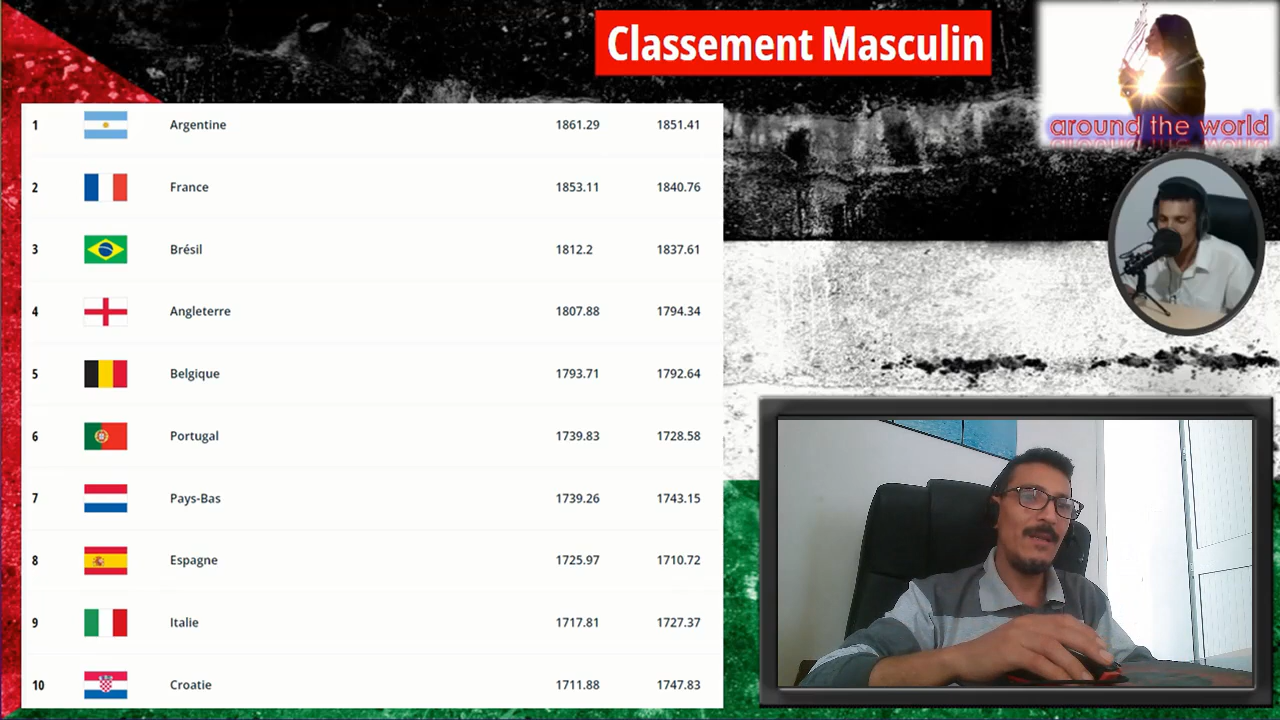 Classement Masculin
around the world
1 Argentine 1861.29 1851.41
2 France 1853.11 1840.76
3 Brésil 1812.2 1837.61
4 Angleterre 1807.88 1794.34
5 Belgique 1793.71 1792.64
6 Portugal 1739.83 1728.58
7 Pays-Bas 1739.26 1743.15
8 Espagne 1725.97 1710.72
9 Italie 1717.81 1727.37
10 Croatie 1711.88 1747.83